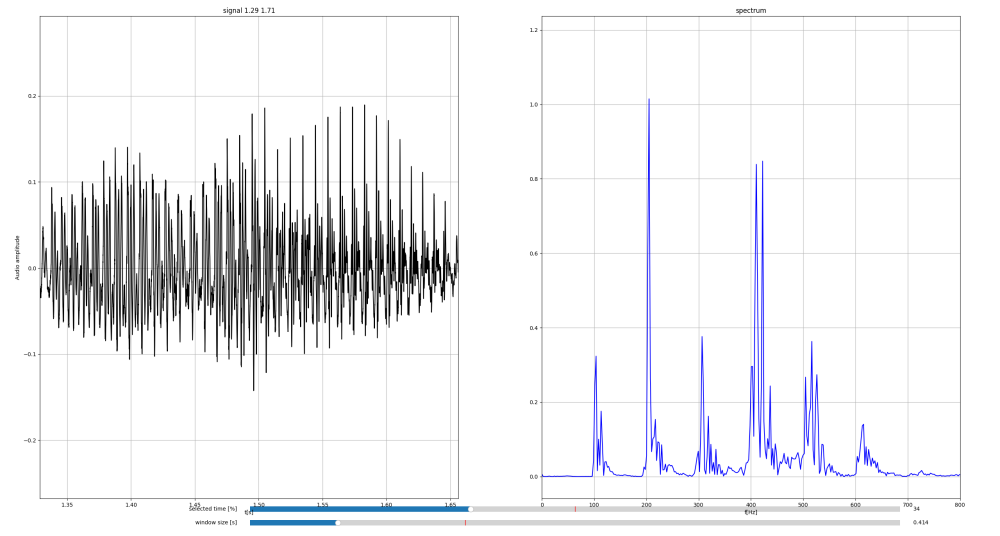 signal 1.29 1.71
spectrum
Audio amplitude
0.2
0.1
0.0
−0.1
−0.2
1.35 1.40 1.45 1.50 1.55 1.60 1.65
1.2
1.0
0.8
0.6
0.4
0.2
0.0
0 100 200 300 400 500 600 700 800
f[Hz]
Selected time [%] 34
window size [s] 0.414